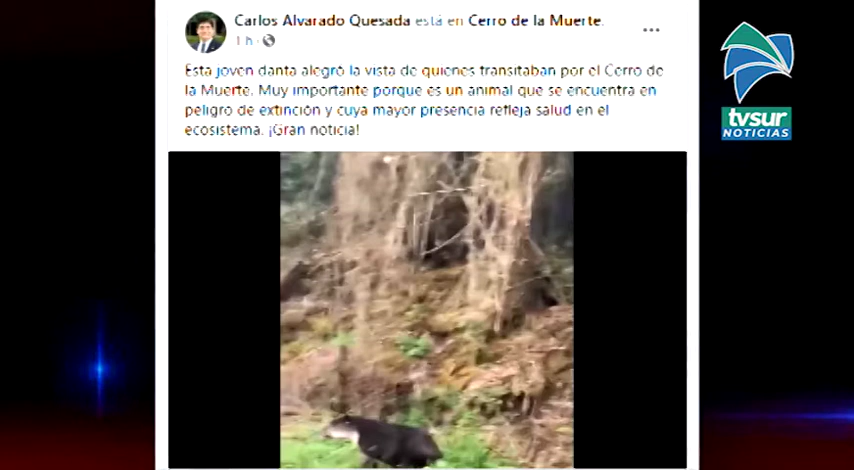 Carlos Alvarado Quesada está en Cerro de la Muerte.
1 h
Esta joven danta alegró la vista de quienes transitaban por el Cerro de
la Muerte. Muy importante porque es un animal que se encuentra en
peligro de extinción y cuya mayor presencia refleja salud en el
ecosistema. ¡Gran noticia!
tvsur
NOTICIAS